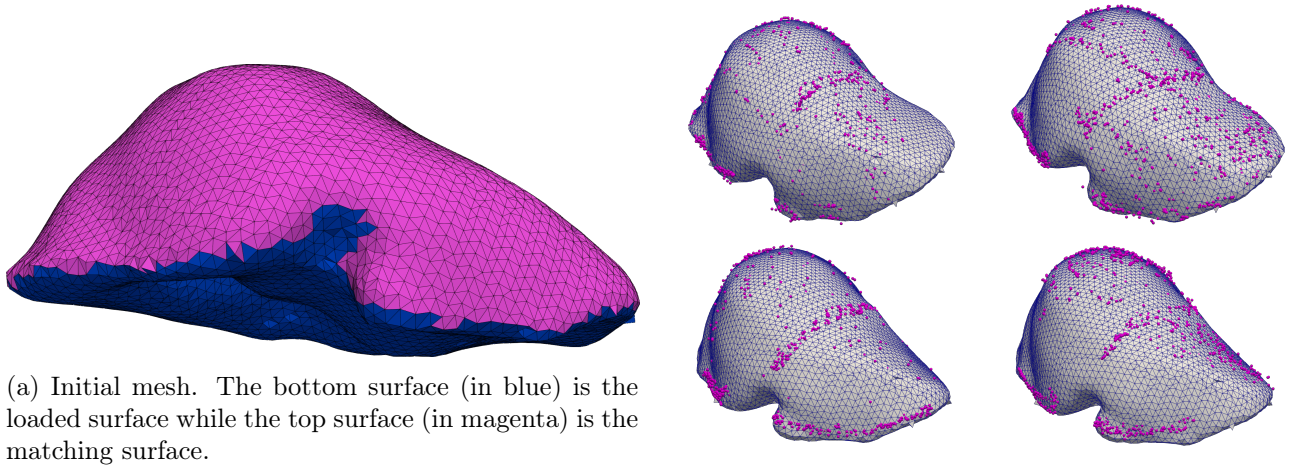 (a) Initial mesh. The bottom surface (in blue) is the
loaded surface while the top surface (in magenta) is the
matching surface.